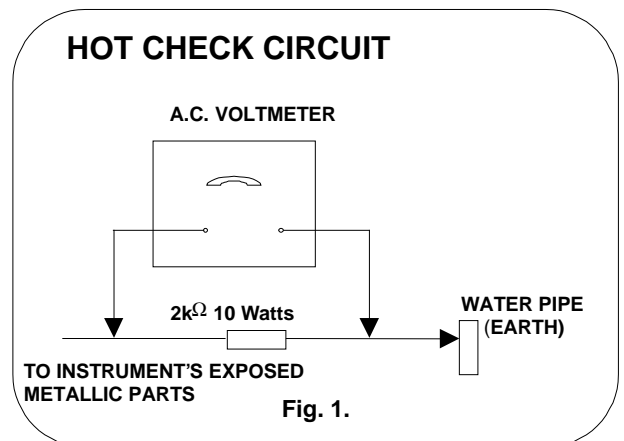 HOT CHECK CIRCUIT
A.C. VOLTMETER
2kΩ 10 Watts
WATER PIPE
(EARTH)
TO INSTRUMENT'S EXPOSED
METALLIC PARTS
Fig. 1.